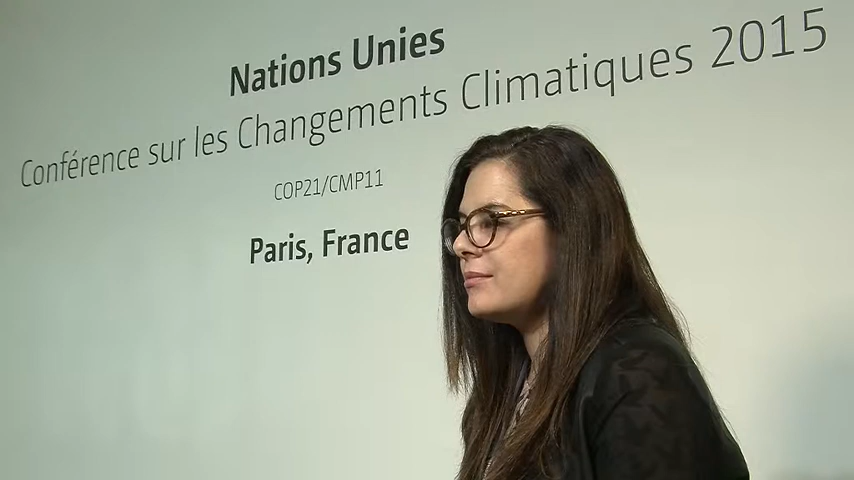 Nations Unies
Conférence sur les Changements Climatiques 2015
COP21/CMP11
Paris, France